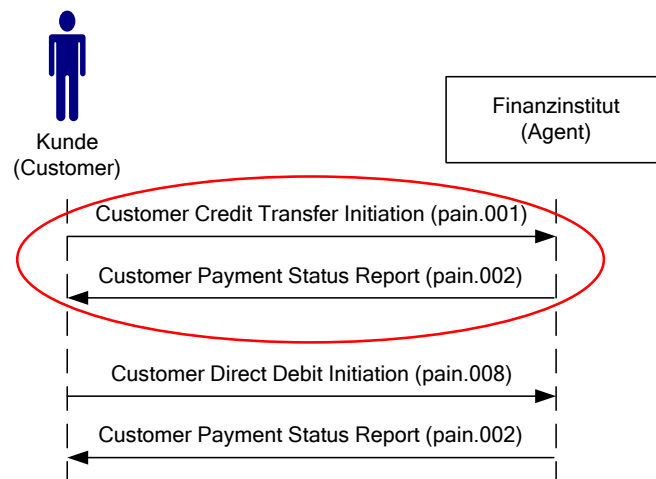 Kunde
(Customer)
Finanzinstitut
(Agent)
Customer Credit Transfer Initiation (pain.001)
Customer Payment Status Report (pain.002)
Customer Direct Debit Initiation (pain.008)
Customer Payment Status Report (pain.002)